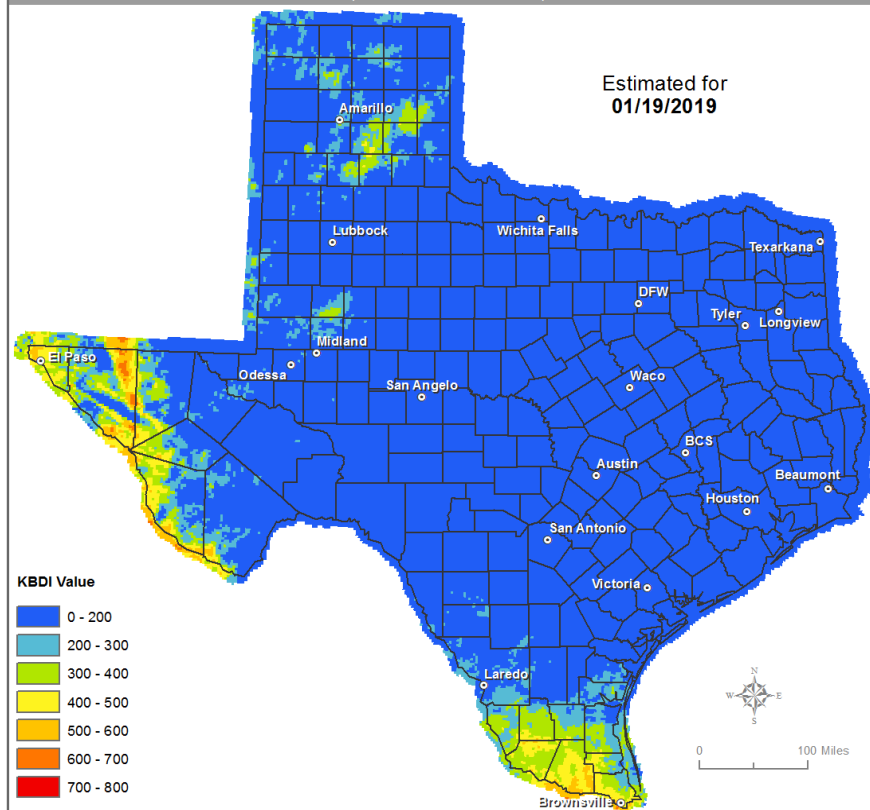 Estimated for
01/19/2019
Amarillo
Lubbock
Wichita Falls
Texarkana
DFW
Tyler
Longview
Midland
El Paso
Odessa
San Angelo
Waco
BCS
Austin
Beaumont
Houston
San Antonio
Victoria
Laredo
Brownsville
KBDI Value
0 - 200
200 - 300
300 - 400
400 - 500
500 - 600
600 - 700
700 - 800
N
W E
S
0 100 Miles